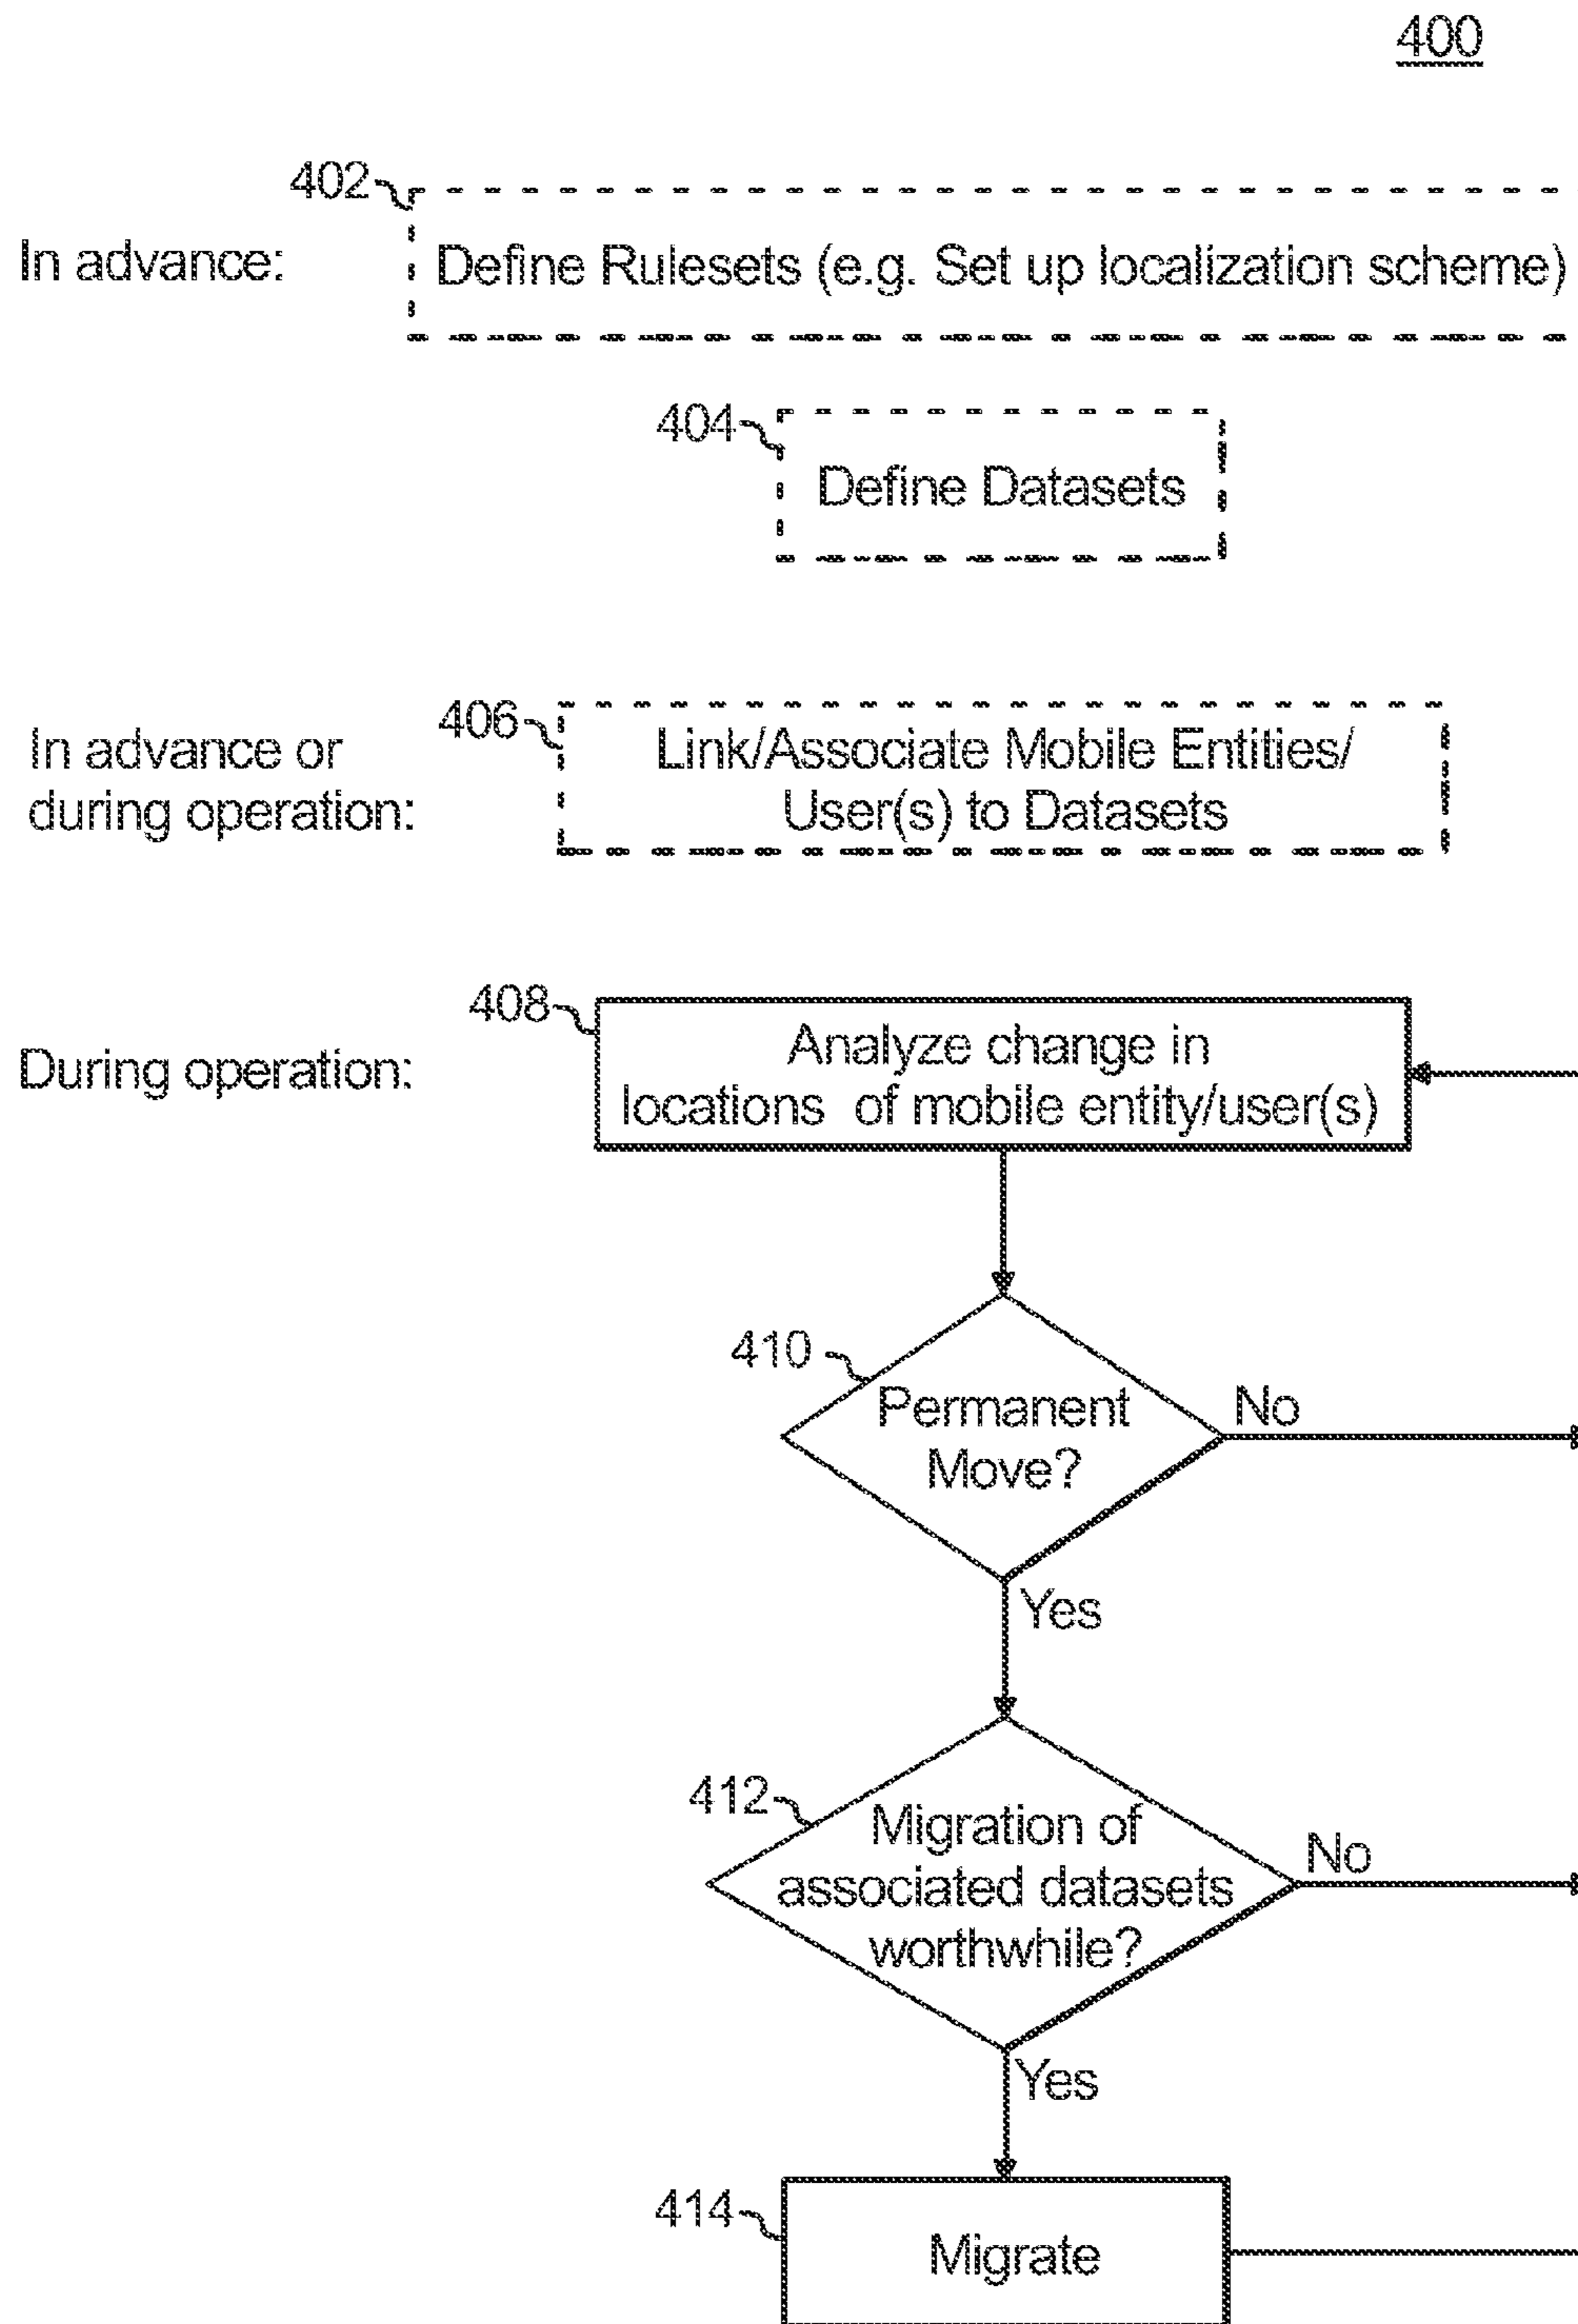 400
402
In advance:
Define Rulesets (e.g. Set up localization scheme)
404
Define Datasets
406
In advance or
during operation:
Link/Associate Mobile Entities/
User(s) to Datasets
408
During operation:
Analyze change in
locations of mobile entity/user(s)
410
Permanent
Move?
No
Yes
412
Migration of
associated datasets
worthwhile?
No
Yes
414
Migrate